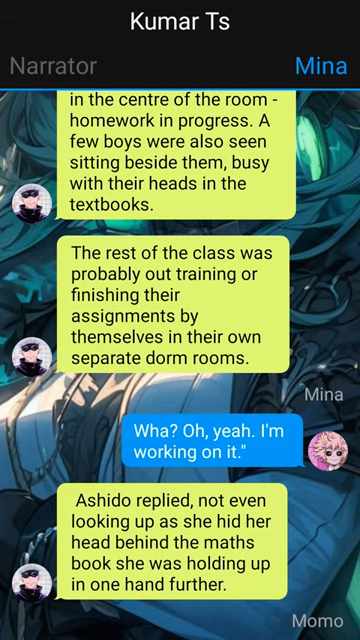 Kumar Ts
Narrator
Mina
in the centre of the room -
homework in progress. A
few boys were also seen
sitting beside them, busy
with their heads in the
textbooks.
The rest of the class was
probably out training or
finishing their
assignments by
themselves in their own
separate dorm rooms.
Mina
Wha? Oh, yeah. I'm
working on it."
Ashido replied, not even
looking up as she hid her
head behind the maths
book she was holding up
in one hand further.
Momo